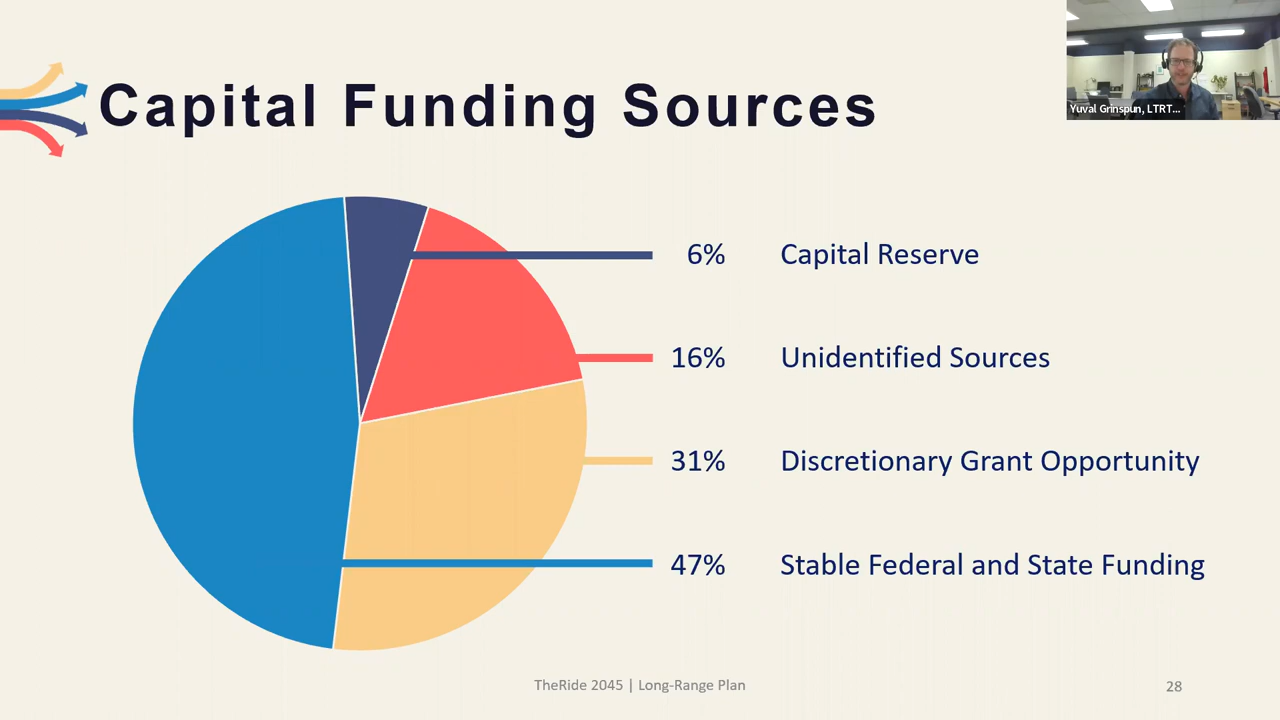 Capital Funding Sources
Yuval Grinspun, LTRT...
6% Capital Reserve
16% Unidentified Sources
31% Discretionary Grant Opportunity
47% Stable Federal and State Funding
TheRide 2045 | Long-Range Plan
28